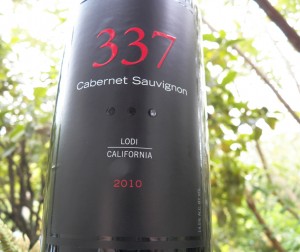 337
Cabernet Sauvignon
LODI
CALIFORNIA
2010